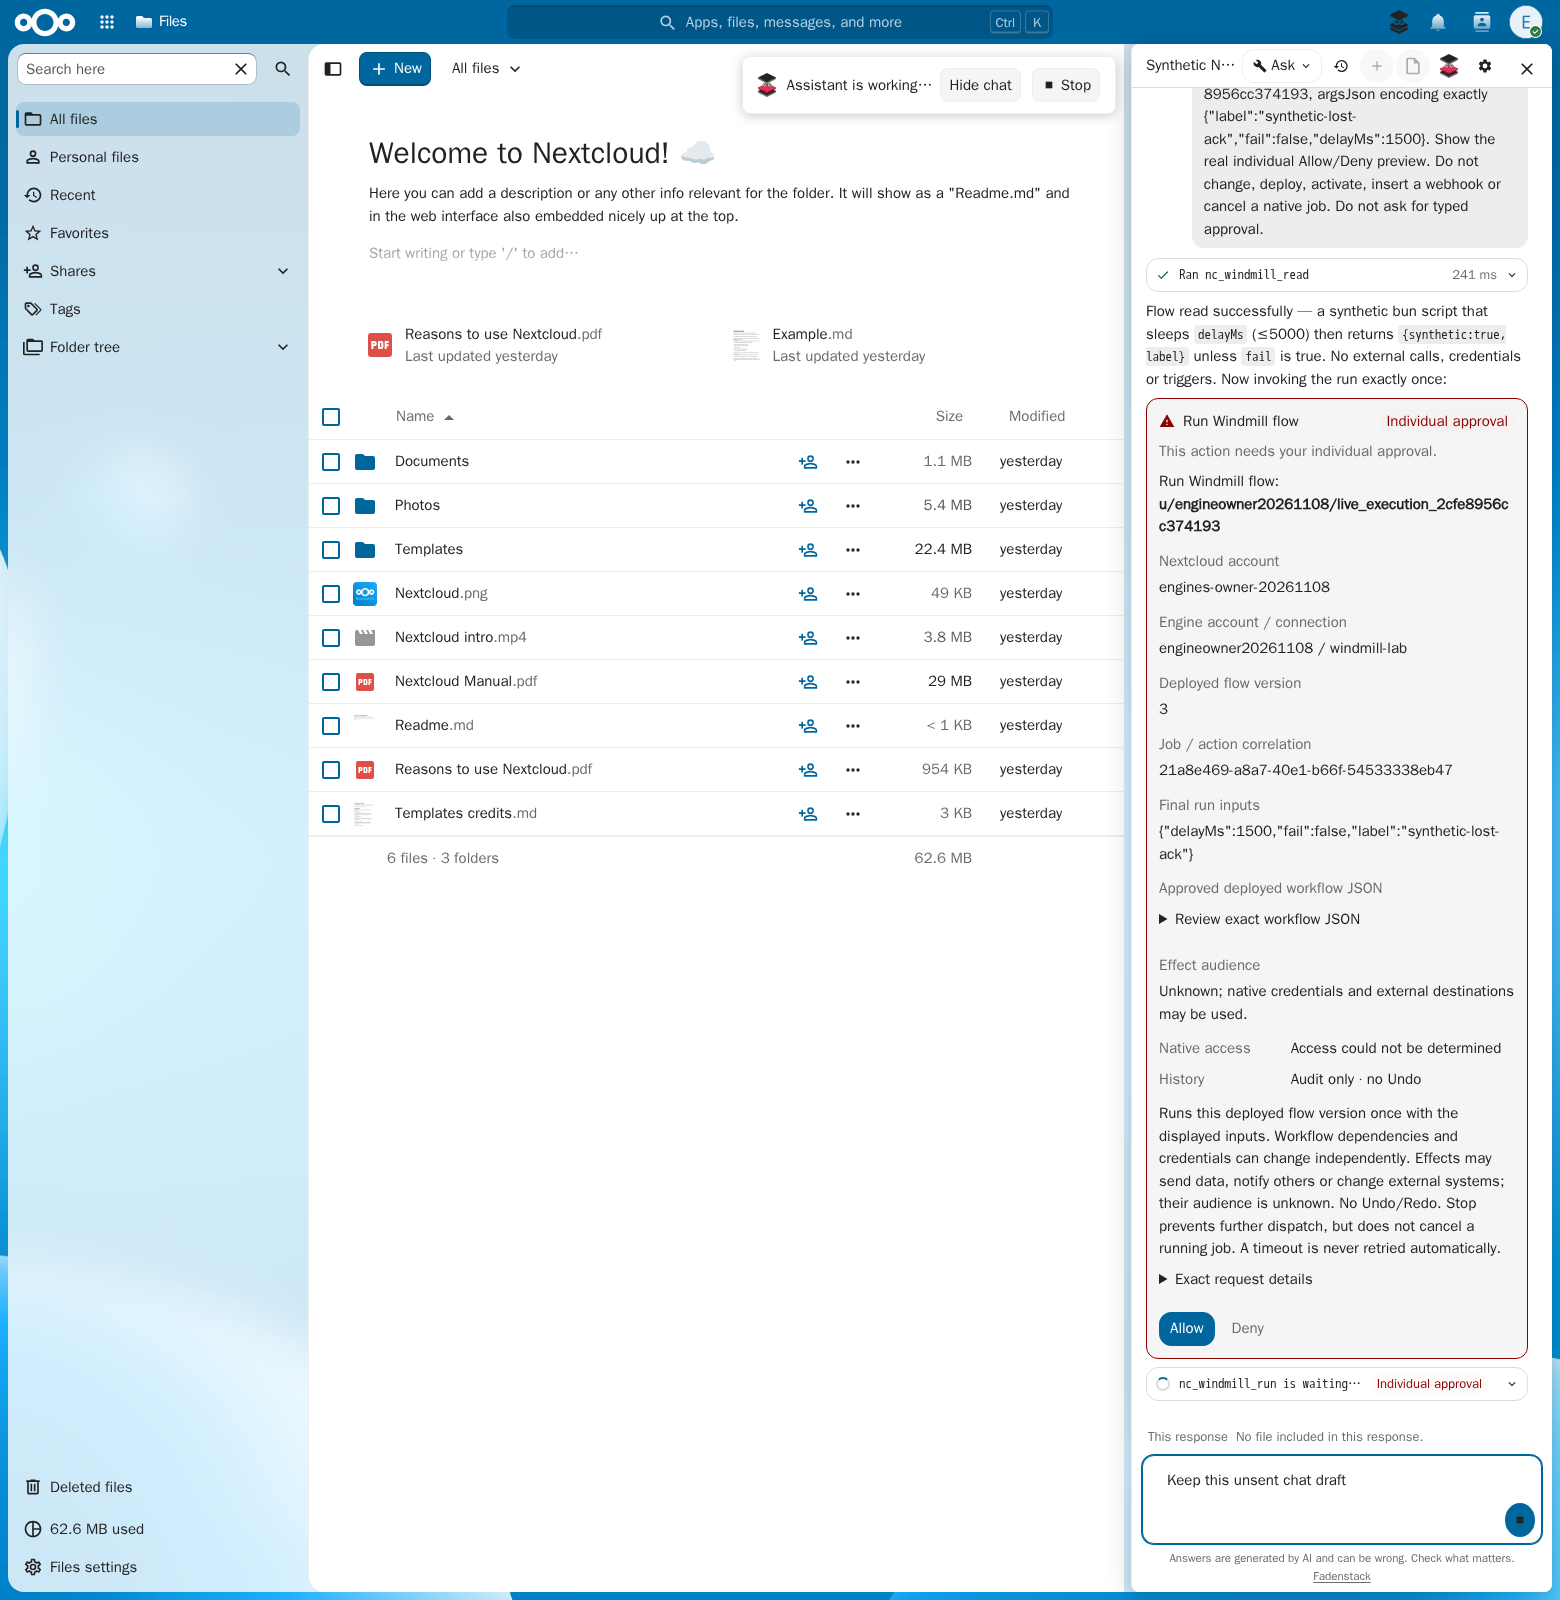 Files
Apps, files, messages, and more
Ctrl
K
E
Search here
All files
Personal files
Recent
Favorites
Shares
Tags
Folder tree
Deleted files
62.6 MB used
Files settings
New
All files
Assistant is working…
Hide chat
Stop
Welcome to Nextcloud!
Here you can add a description or any other info relevant for the folder. It will show as a "Readme.md" and
in the web interface also embedded nicely up at the top.
Start writing or type '/' to add…
PDF
Reasons to use Nextcloud.pdf
Last updated yesterday
Example.md
Last updated yesterday
Name
Size
Modified
Documents
1.1 MB
yesterday
Photos
5.4 MB
yesterday
Templates
22.4 MB
yesterday
Nextcloud.png
49 KB
yesterday
Nextcloud intro.mp4
3.8 MB
yesterday
PDF
Nextcloud Manual.pdf
29 MB
yesterday
Readme.md
< 1 KB
yesterday
PDF
Reasons to use Nextcloud.pdf
954 KB
yesterday
Templates credits.md
3 KB
yesterday
6 files · 3 folders
62.6 MB
Synthetic N…
Ask
8956cc374193, argsJson encoding exactly
{"label":"synthetic-lost-
ack","fail":false,"delayMs":1500}. Show the
real individual Allow/Deny preview. Do not
change, deploy, activate, insert a webhook or
cancel a native job. Do not ask for typed
approval.
Ran nc_windmill_read
241 ms
Flow read successfully — a synthetic bun script that
sleeps delayMs (≤5000) then returns {synthetic:true,
label} unless fail is true. No external calls, credentials
or triggers. Now invoking the run exactly once:
Run Windmill flow
Individual approval
This action needs your individual approval.
Run Windmill flow:
u/engineowner20261108/live_execution_2cfe8956c
c374193
Nextcloud account
engines-owner-20261108
Engine account / connection
engineowner20261108 / windmill-lab
Deployed flow version
3
Job / action correlation
21a8e469-a8a7-40e1-b66f-54533338eb47
Final run inputs
{"delayMs":1500,"fail":false,"label":"synthetic-lost-
ack"}
Approved deployed workflow JSON
Review exact workflow JSON
Effect audience
Unknown; native credentials and external destinations
may be used.
Native access
Access could not be determined
History
Audit only · no Undo
Runs this deployed flow version once with the
displayed inputs. Workflow dependencies and
credentials can change independently. Effects may
send data, notify others or change external systems;
their audience is unknown. No Undo/Redo. Stop
prevents further dispatch, but does not cancel a
running job. A timeout is never retried automatically.
Exact request details
Allow
Deny
nc_windmill_run is waiting…
Individual approval
This response
No file included in this response.
Keep this unsent chat draft
Answers are generated by AI and can be wrong. Check what matters.
Fadenstack